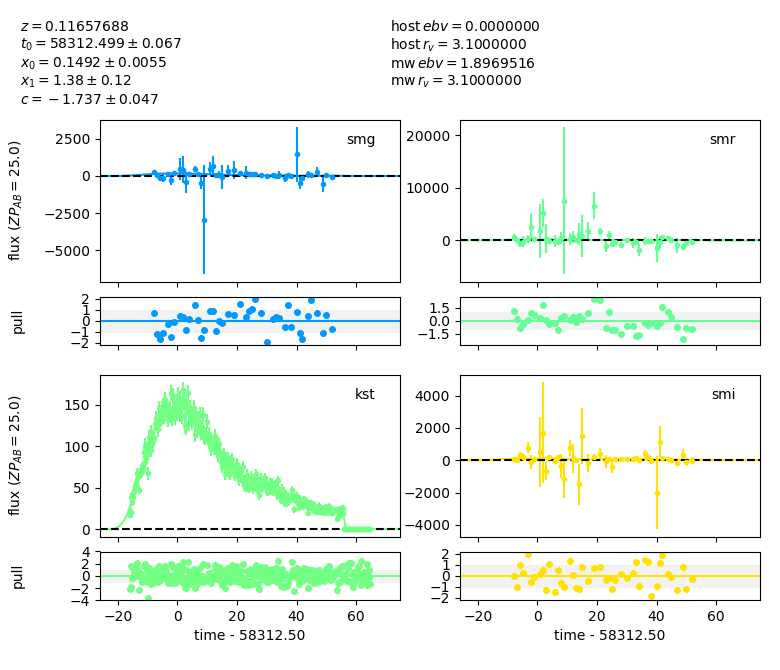 z = 0.11657688
t₀ = 58312.499 ± 0.067
x₀ = 0.1492 ± 0.0055
x₁ = 1.38 ± 0.12
c = −1.737 ± 0.047
host ebv = 0.0000000
host r_v = 3.1000000
mw ebv = 1.8969516
mw r_v = 3.1000000
smg
2500
0
−2500
−5000
flux (ZP_AB = 25.0)
2
1
0
−1
−2
pull
smr
20000
10000
0
1.5
0.0
−1.5
kst
150
100
50
0
flux (ZP_AB = 25.0)
4
2
0
−2
−4
pull
−20
0
20
40
60
time - 58312.50
smi
4000
2000
0
−2000
−4000
2
1
0
−1
−2
−20
0
20
40
60
time - 58312.50